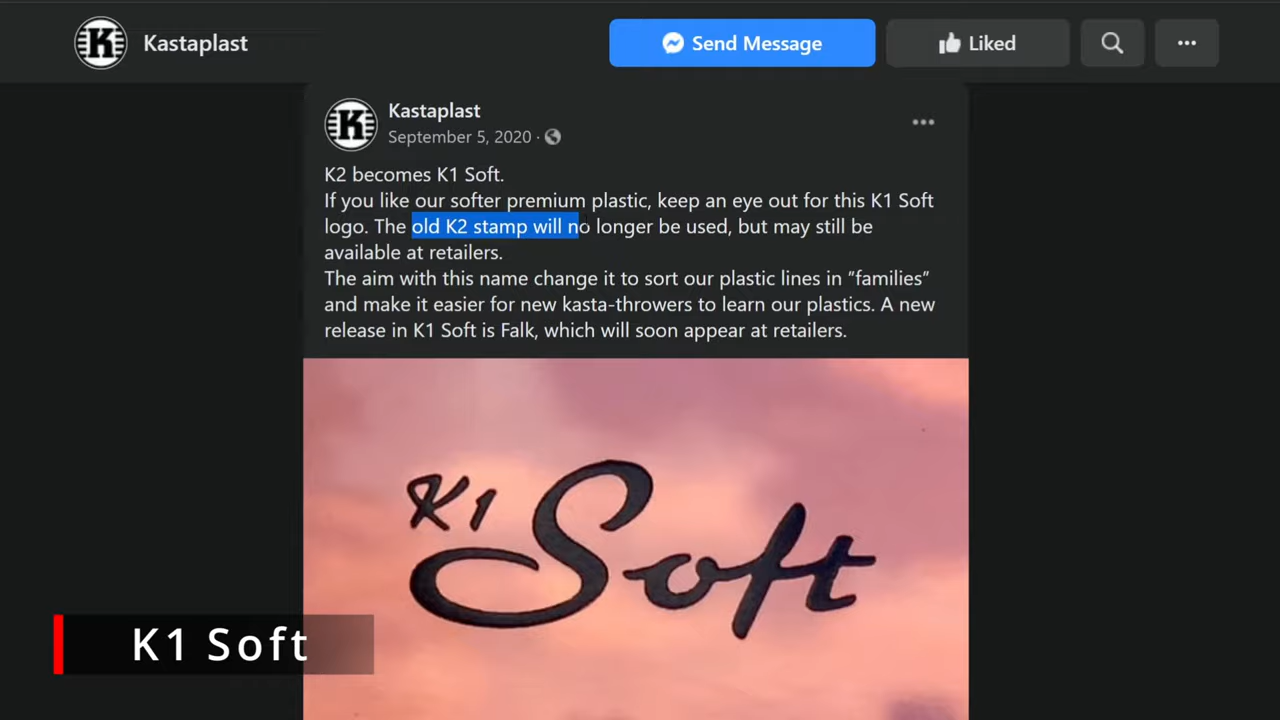 Kastaplast
Send Message
Liked
Kastaplast
September 5, 2020 ·
K2 becomes K1 Soft.
If you like our softer premium plastic, keep an eye out for this K1 Soft
logo. The old K2 stamp will no longer be used, but may still be
available at retailers.
The aim with this name change it to sort our plastic lines in ”families”
and make it easier for new kasta-throwers to learn our plastics. A new
release in K1 Soft is Falk, which will soon appear at retailers.
K1 Soft
K1 Soft